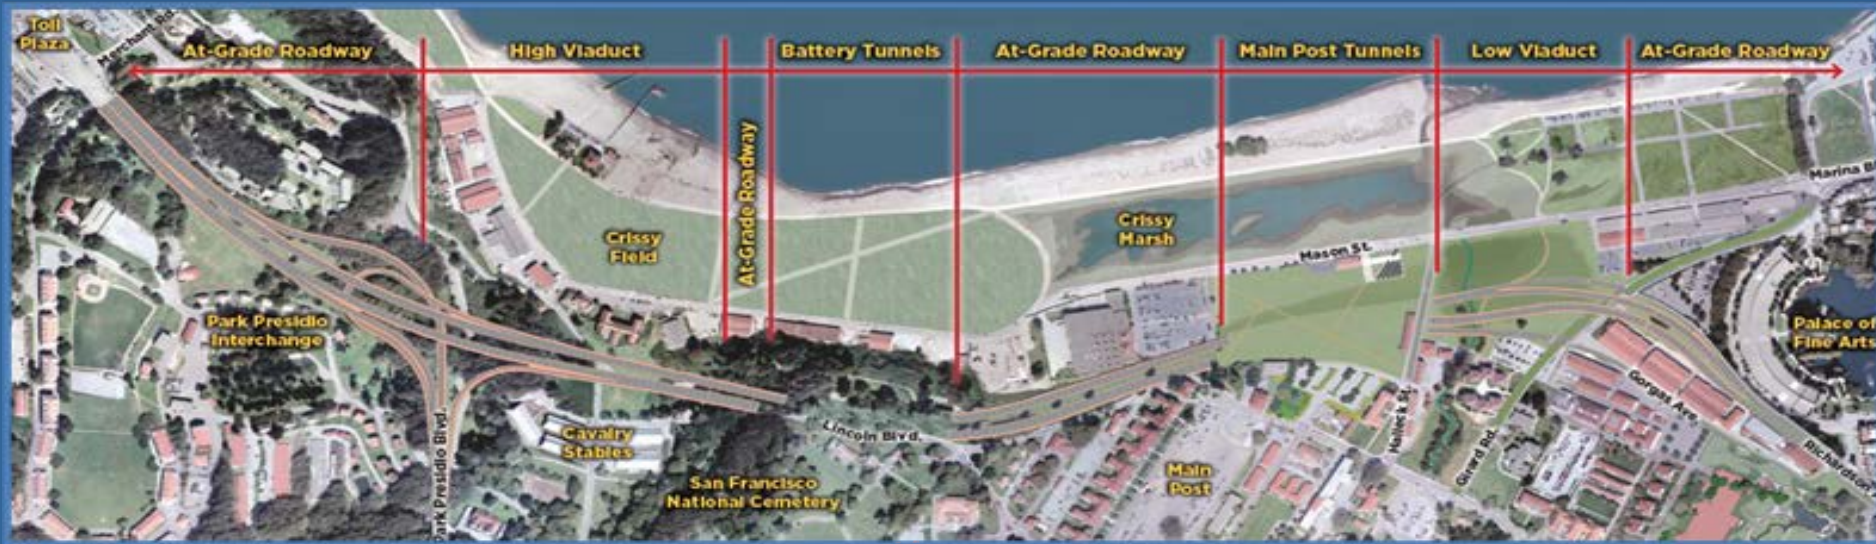 Toll
Plaza
Merchant Rd.
At-Grade Roadway
High Viaduct
At-Grade Roadway
Battery Tunnels
At-Grade Roadway
Main Post Tunnels
Low Viaduct
At-Grade Roadway
Marina B
Crissy
Field
Crissy
Marsh
Mason St.
Park Presidio
Interchange
Palace of
Fine Arts
Park Presidio Blvd.
Cavalry
Stables
Lincoln Blvd.
San Francisco
National Cemetery
Main
Post
Halleck St.
Girard Rd.
Gorgas Ave.
Richardson